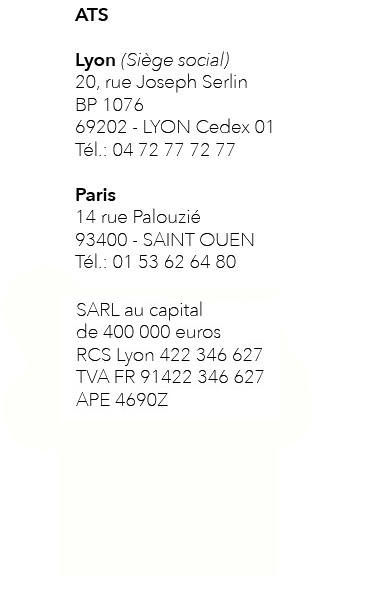 ATS
Lyon (Siège social)
20, rue Joseph Serlin
BP 1076
69202 - LYON Cedex 01
Tél.: 04 72 77 72 77
Paris
14 rue Palouzié
93400 - SAINT OUEN
Tél.: 01 53 62 64 80
SARL au capital
de 400 000 euros
RCS Lyon 422 346 627
TVA FR 91422 346 627
APE 4690Z